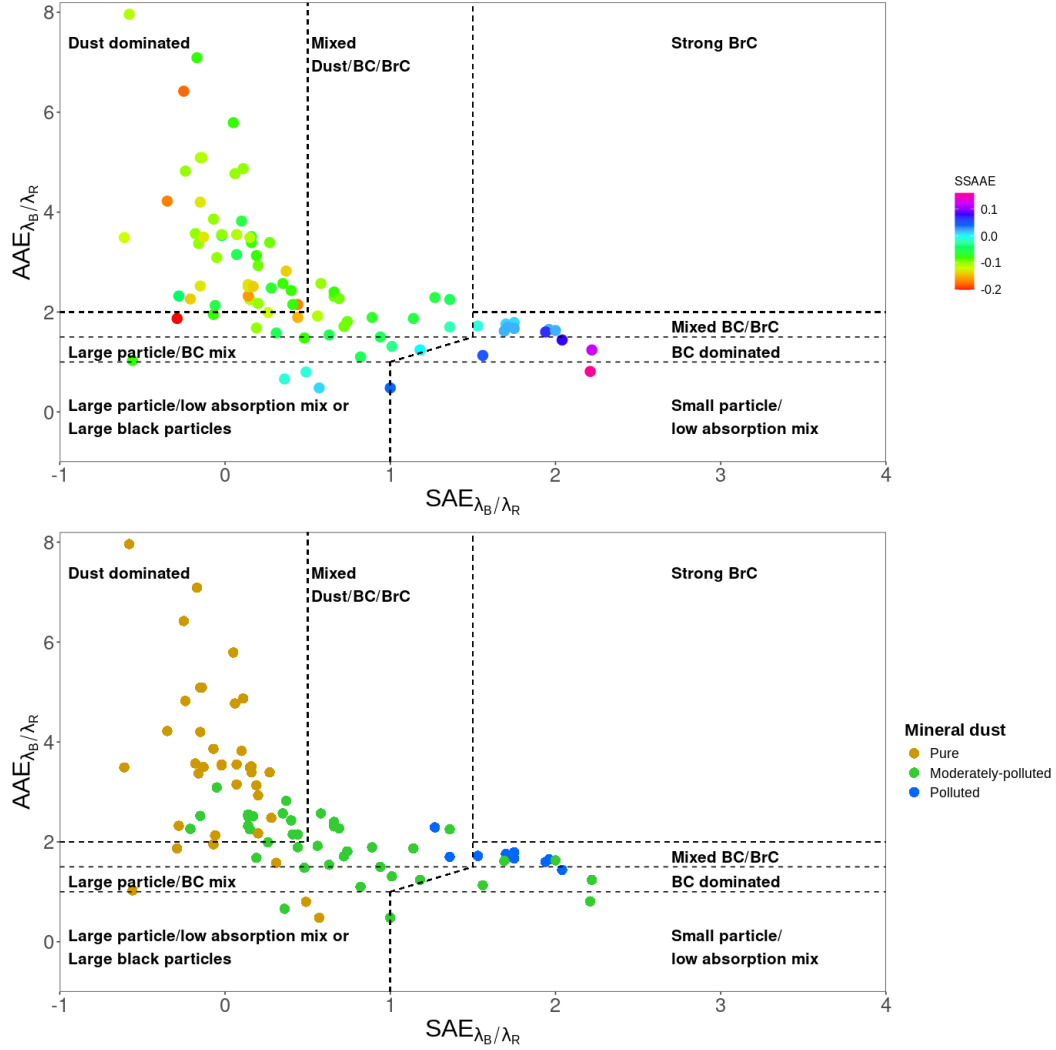 8
Dust dominated
Mixed
Strong BrC
Dust/BC/BrC
6
SSAAE
AAEλB/λR
4
0.1
0.0
-0.1
-0.2
2
Mixed BC/BrC
Large particle/BC mix
BC dominated
Large particle/low absorption mix or
Small particle/
0
Large black particles
low absorption mix
-1 0 1 2 3 4
SAEλB/λR
8
Dust dominated
Mixed
Strong BrC
Dust/BC/BrC
6
AAEλB/λR
4
Mineral dust
Pure
Moderately-polluted
Polluted
2
Mixed BC/BrC
Large particle/BC mix
BC dominated
Large particle/low absorption mix or
Small particle/
0
Large black particles
low absorption mix
-1 0 1 2 3 4
SAEλB/λR